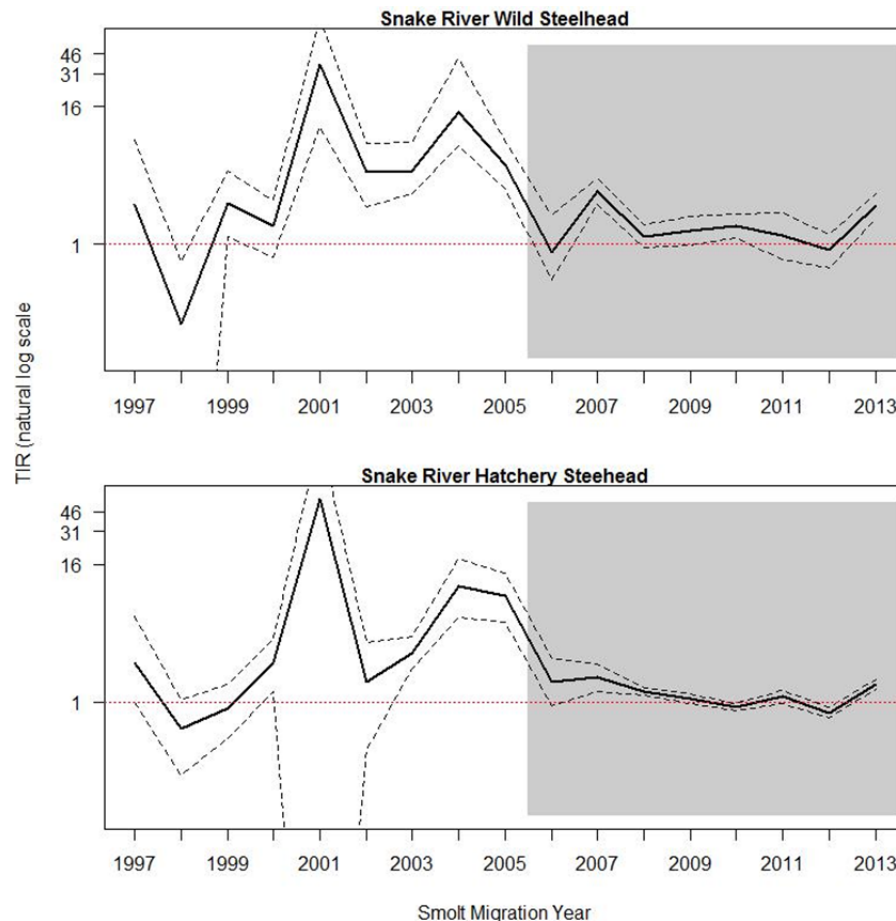 Snake River Wild Steelhead
46
31
16
1
1997 1999 2001 2003 2005 2007 2009 2011 2013
TIR (natural log scale
Snake River Hatchery Steehead
46
31
16
1
1997 1999 2001 2003 2005 2007 2009 2011 2013
Smolt Migration Year